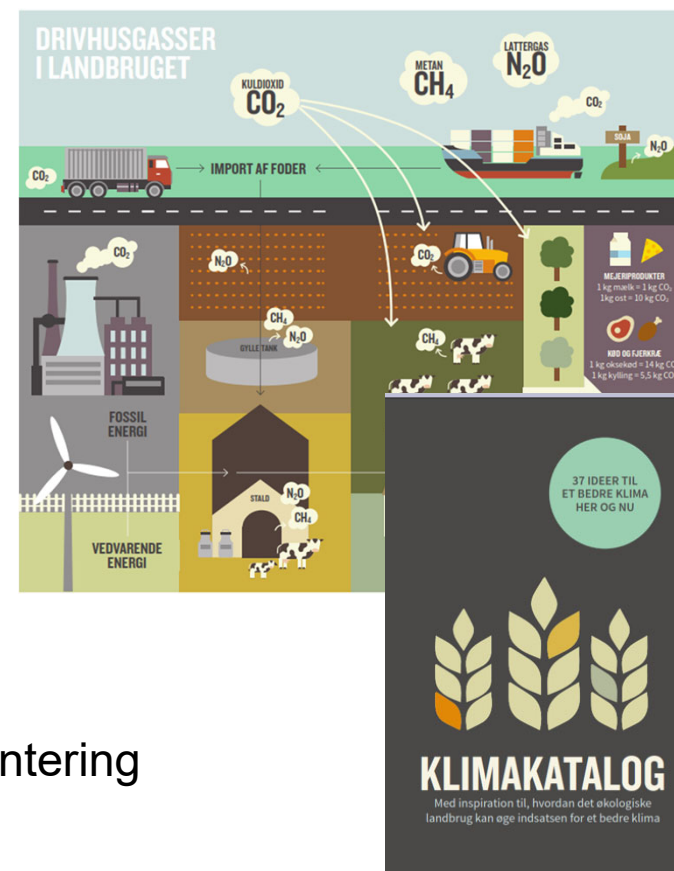 DRIVHUSGASSER
I LANDBRUGET
KULDIOXID
CO₂
METAN
CH₄
LATTERGAS
N₂O
CO₂
SOJA
N₂O
CO₂
IMPORT AF FODER
CO₂
N₂O
CO₂
MEJERIPRODUKTER
1 kg mælk = 1 kg CO₂
1kg ost = 10 kg CO₂
CH₄
N₂O
GYLLETANK
CH₄
KØD OG FJERKRÆ
1 kg oksekød = 14 kg CO
1 kg kylling = 5,5 kg CO
FOSSIL
ENERGI
STALD
N₂O
CH₄
VEDVARENDE
ENERGI
37 IDEER TIL
ET BEDRE KLIMA
HER OG NU
KLIMAKATALOG
Med inspiration til, hvordan det økologiske
landbrug kan øge indsatsen for et bedre klima
ntering